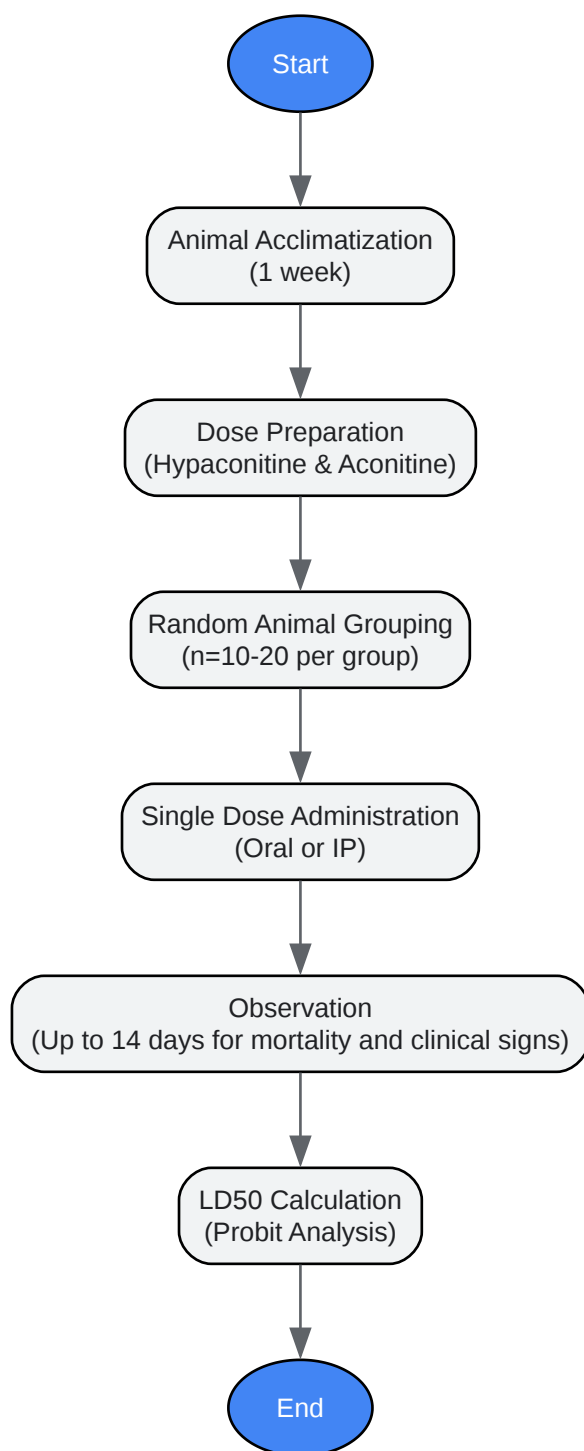 Start
Animal Acclimatization
(1 week)
Dose Preparation
(Hypaconitine & Aconitine)
Random Animal Grouping
(n=10-20 per group)
Single Dose Administration
(Oral or IP)
Observation
(Up to 14 days for mortality and clinical signs)
LD50 Calculation
(Probit Analysis)
End